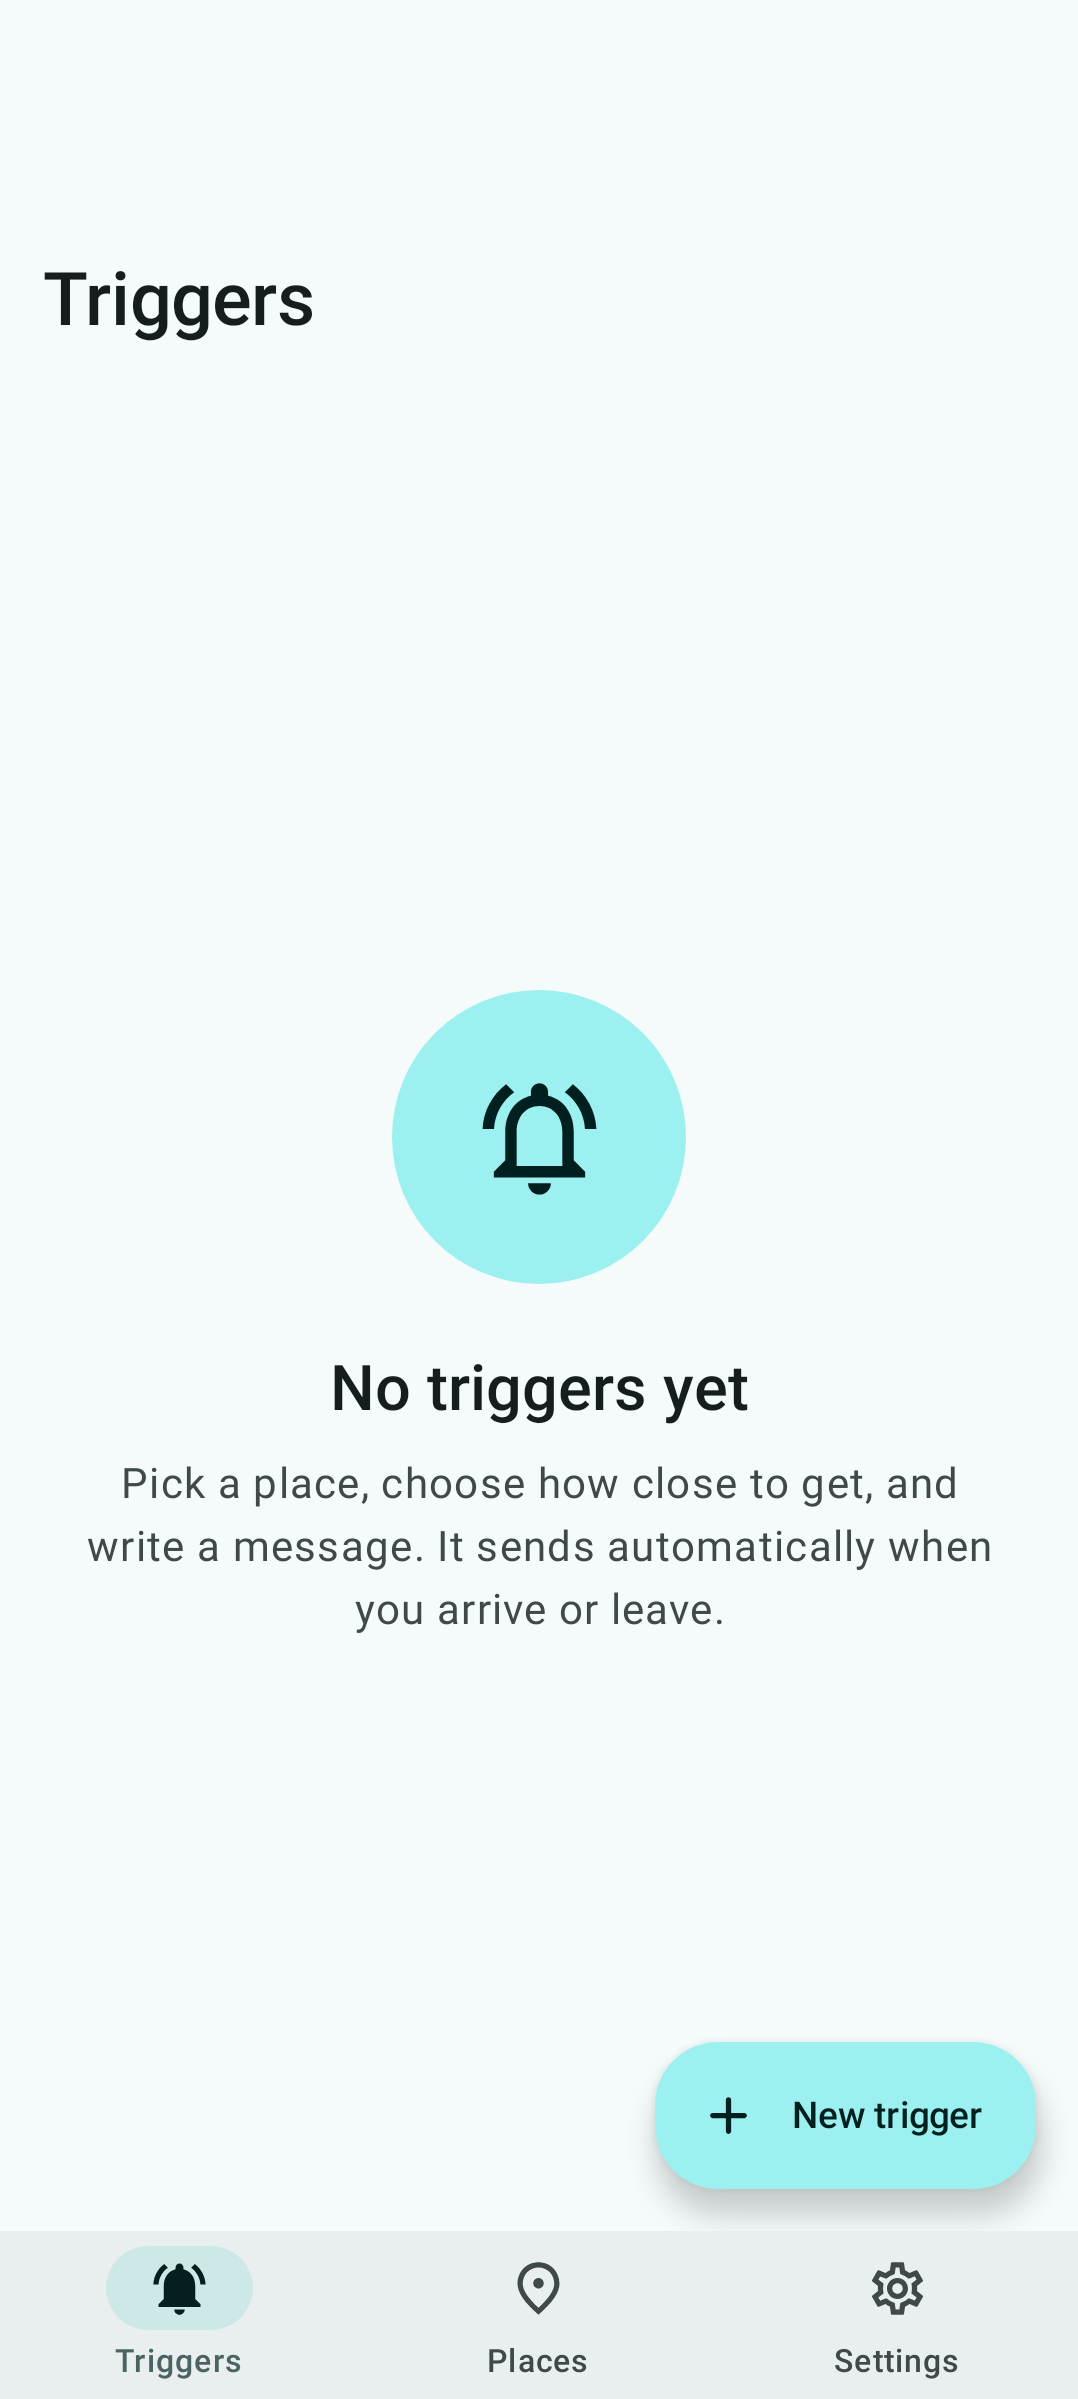 Triggers
No triggers yet
Pick a place, choose how close to get, and
write a message. It sends automatically when
you arrive or leave.
New trigger
Triggers
Places
Settings